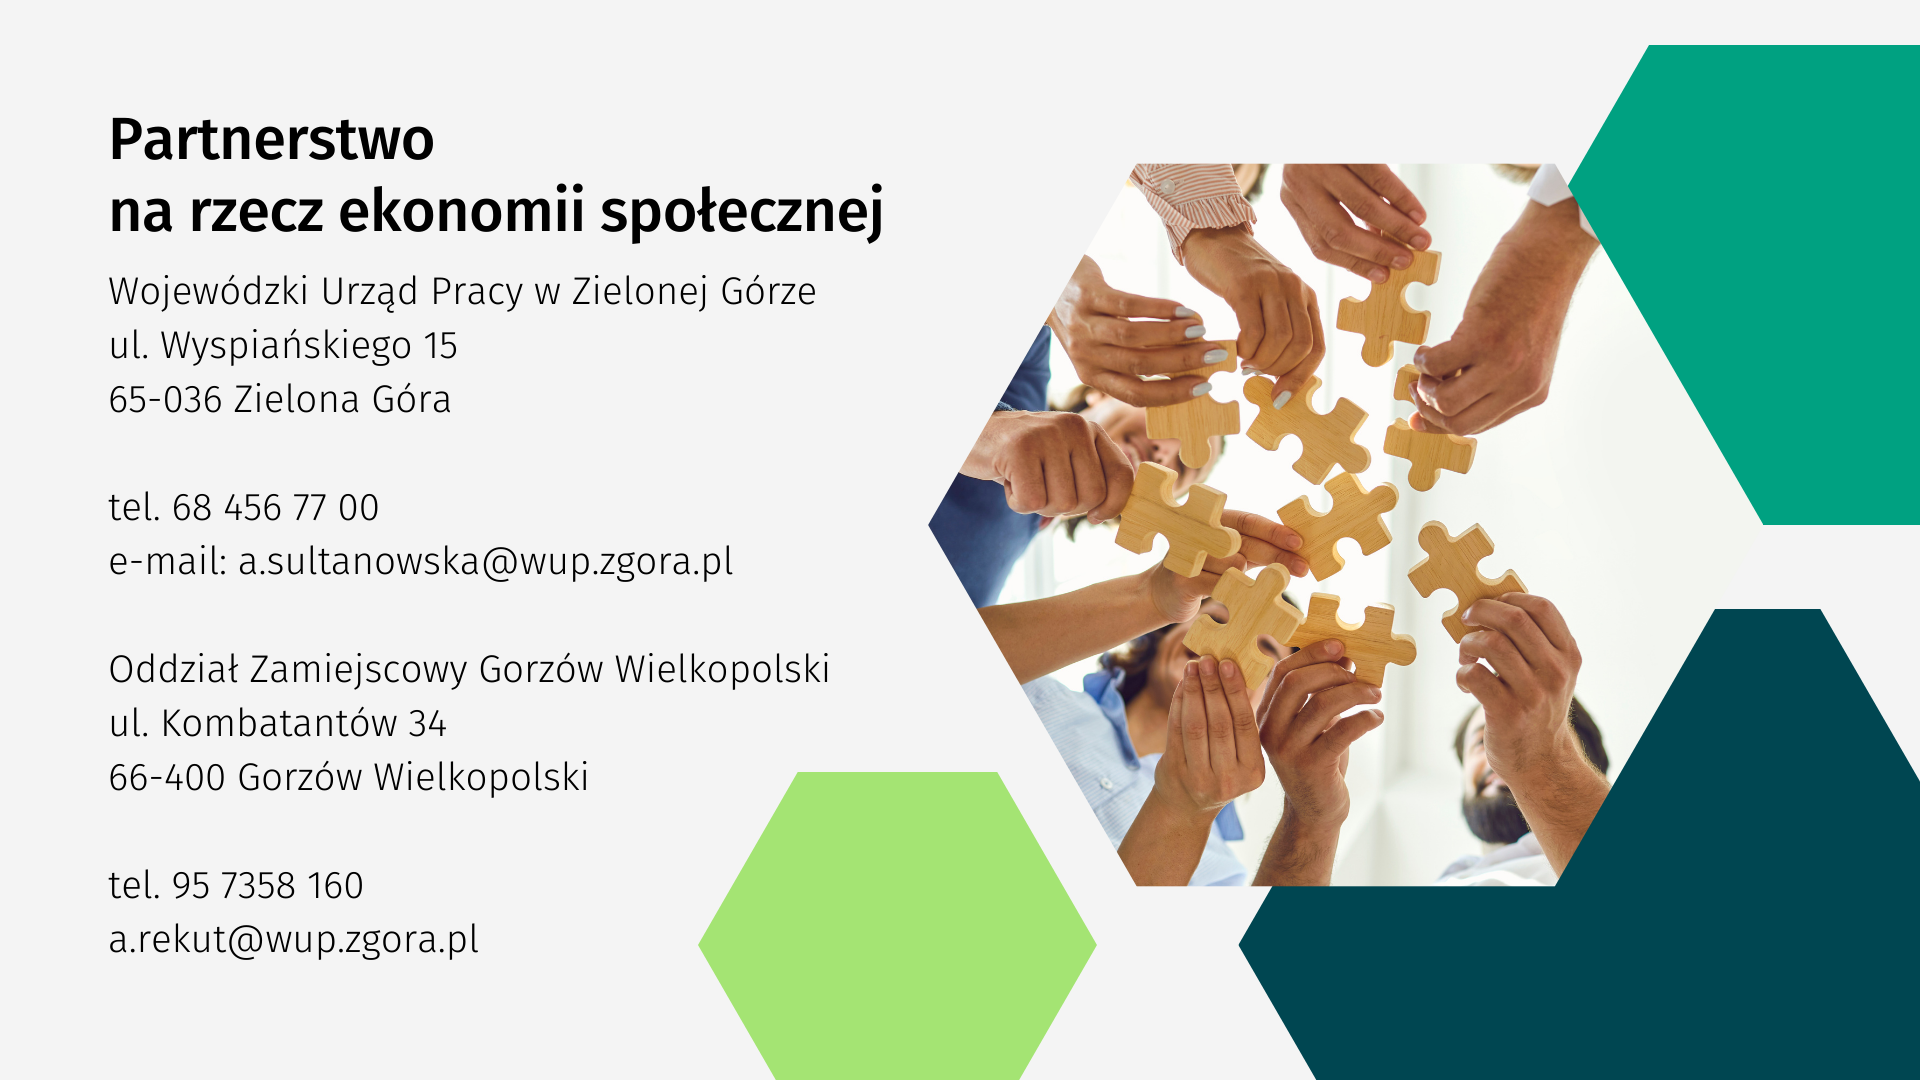 Partnerstwo
na rzecz ekonomii społecznej
Wojewódzki Urząd Pracy w Zielonej Górze
ul. Wyspiańskiego 15
65-036 Zielona Góra
tel. 68 456 77 00
e-mail: a.sultanowska@wup.zgora.pl
Oddział Zamiejscowy Gorzów Wielkopolski
ul. Kombatantów 34
66-400 Gorzów Wielkopolski
tel. 95 7358 160
a.rekut@wup.zgora.pl